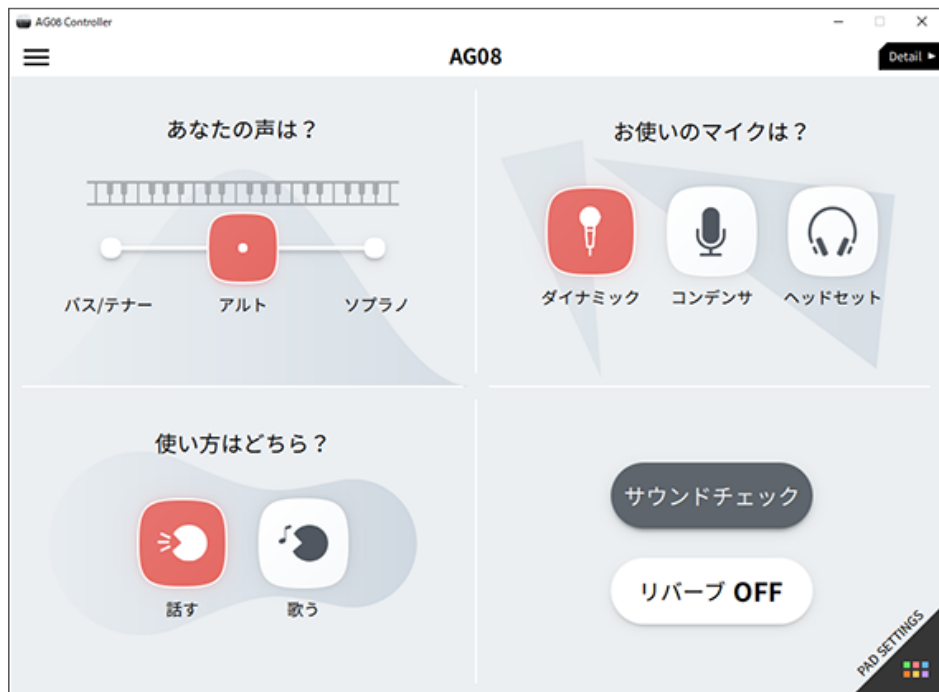 AG08 Controller
AG08
Detail
あなたの声は？
バス/テナー
アルト
ソプラノ
お使いのマイクは？
ダイナミック
コンデンサ
ヘッドセット
使い方はどちら？
話す
歌う
サウンドチェック
リバーブ OFF
PAD SETTINGS